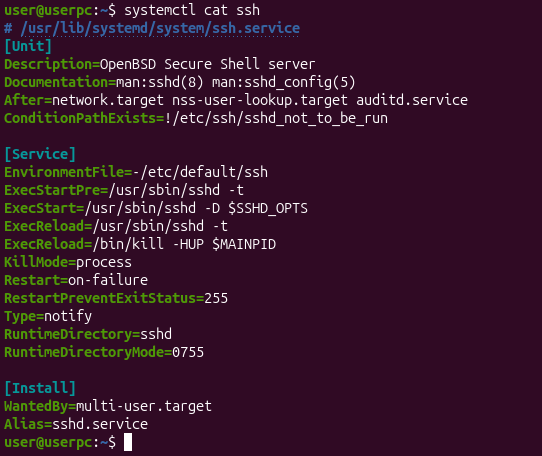 user@userpc:~$ systemctl cat ssh
# /usr/lib/systemd/system/ssh.service
[Unit]
Description=OpenBSD Secure Shell server
Documentation=man:sshd(8) man:sshd_config(5)
After=network.target nss-user-lookup.target auditd.service
ConditionPathExists=!/etc/ssh/sshd_not_to_be_run

[Service]
EnvironmentFile=-/etc/default/ssh
ExecStartPre=/usr/sbin/sshd -t
ExecStart=/usr/sbin/sshd -D $SSHD_OPTS
ExecReload=/usr/sbin/sshd -t
ExecReload=/bin/kill -HUP $MAINPID
KillMode=process
Restart=on-failure
RestartPreventExitStatus=255
Type=notify
RuntimeDirectory=sshd
RuntimeDirectoryMode=0755

[Install]
WantedBy=multi-user.target
Alias=sshd.service
user@userpc:~$